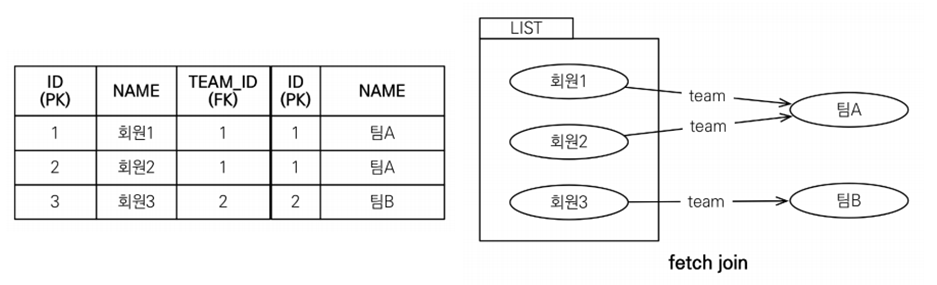 ID (PK) NAME TEAM_ID (FK) ID (PK) NAME
1 회원1 1 1 팀A
2 회원2 1 1 팀A
3 회원3 2 2 팀B
LIST
회원1 team 팀A
회원2 team
회원3 team 팀B
fetch join